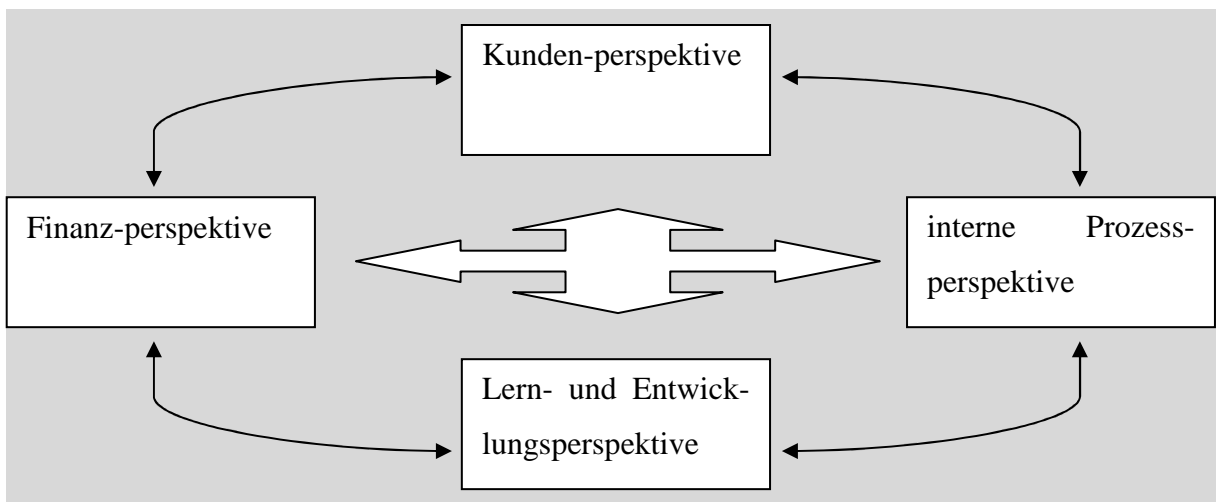 Kunden-perspektive
Finanz-perspektive
interne Prozess-
perspektive
Lern- und Entwick-
lungsperspektive